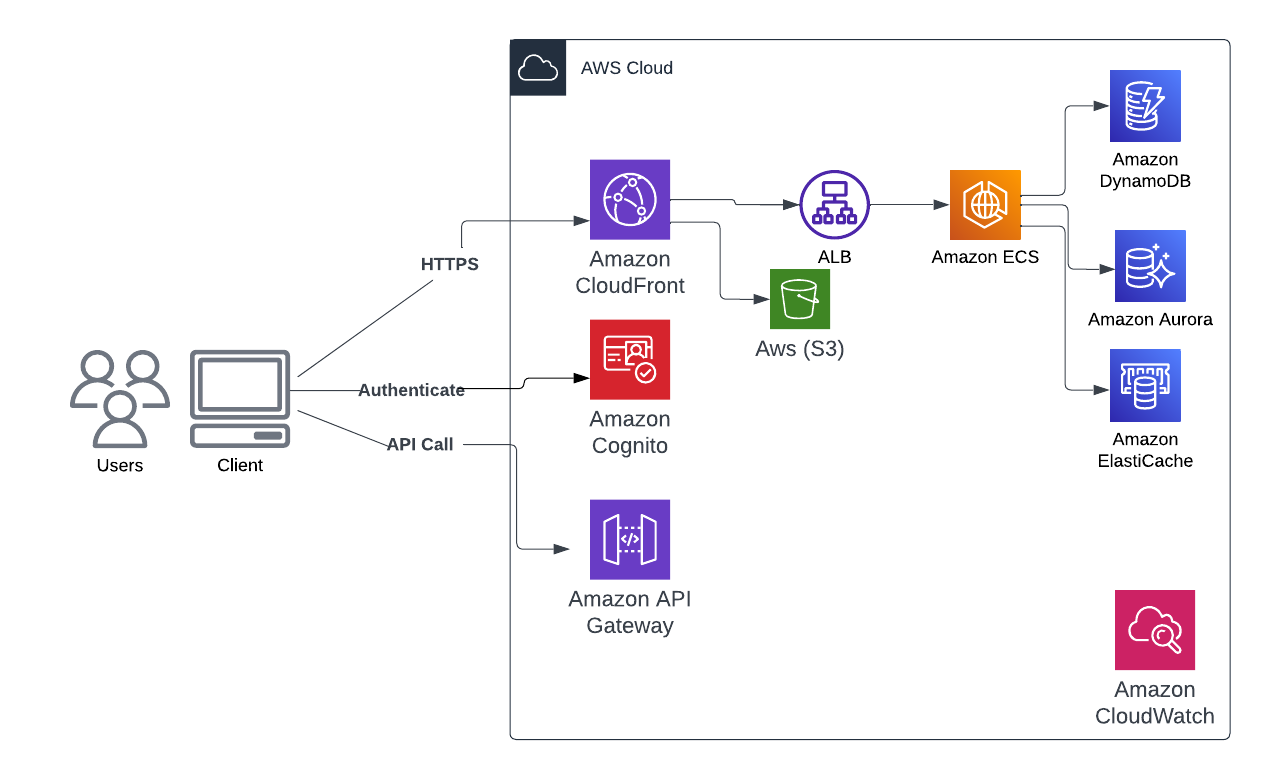 AWS Cloud
Amazon
DynamoDB
HTTPS
Amazon
CloudFront
ALB
Amazon ECS
Aws (S3)
Amazon Aurora
Authenticate
Amazon
Cognito
API Call
Users
Client
Amazon
ElastiCache
Amazon API
Gateway
Amazon
CloudWatch